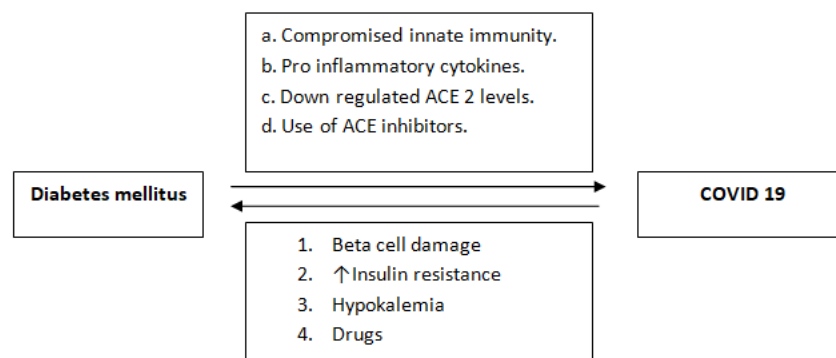 a. Compromised innate immunity.
b. Pro inflammatory cytokines.
c. Down regulated ACE 2 levels.
d. Use of ACE inhibitors.
Diabetes mellitus
COVID 19
1. Beta cell damage
2. ↑Insulin resistance
3. Hypokalemia
4. Drugs